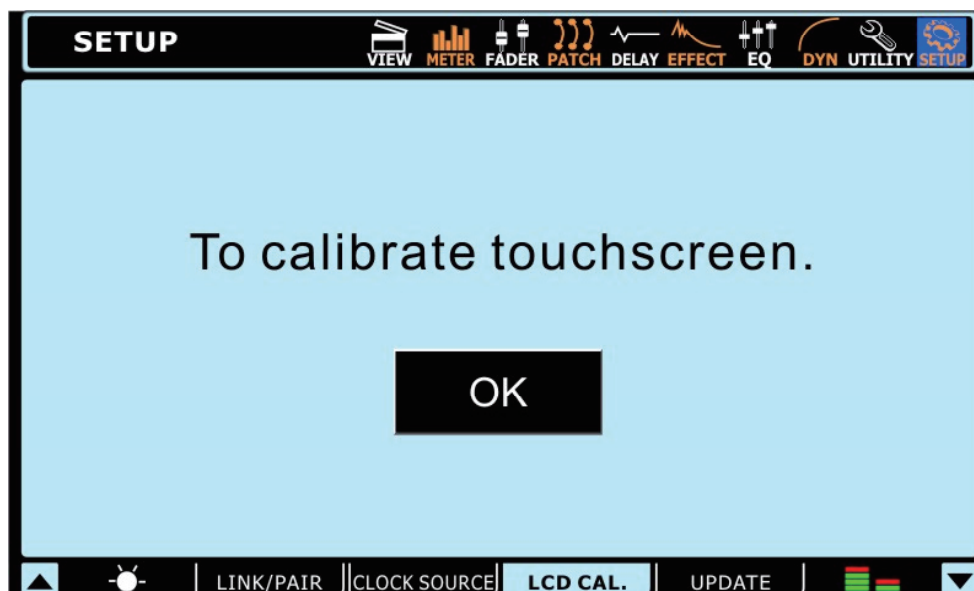 SETUP
VIEW METER FADER PATCH DELAY EFFECT EQ DYN UTILITY SETUP
To calibrate touchscreen.
OK
LINK/PAIR CLOCK SOURCE LCD CAL. UPDATE